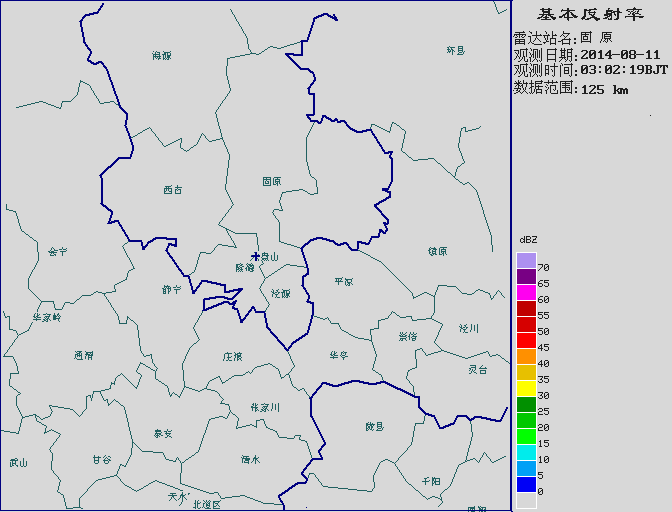 基本反射率
雷达站名:固 原
观测日期:2014-08-11
观测时间:03:02:19BJT
数据范围:125 km
海源
环县
西吉
固原
会宁
盘山
隆德
镇原
静宁
泾源
平原
华家岭
崇信
泾川
通渭
庄浪
华亭
灵台
张家川
陇县
秦安
武山
甘谷
清水
千阳
天水
北道区
dBZ
70
65
60
55
50
45
40
35
30
25
20
15
10
5
0